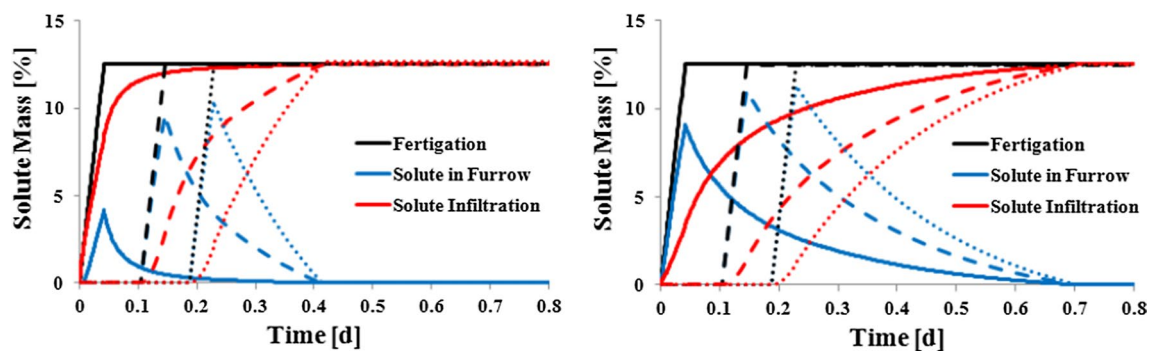 Solute Mass [%]
15
10
5
0
Fertigation
Solute in Furrow
Solute Infiltration
0 0.1 0.2 0.3 0.4 0.5 0.6 0.7 0.8
Time [d]
Solute Mass [%]
15
10
5
0
Fertigation
Solute in Furrow
Solute Infiltration
0 0.1 0.2 0.3 0.4 0.5 0.6 0.7 0.8
Time [d]